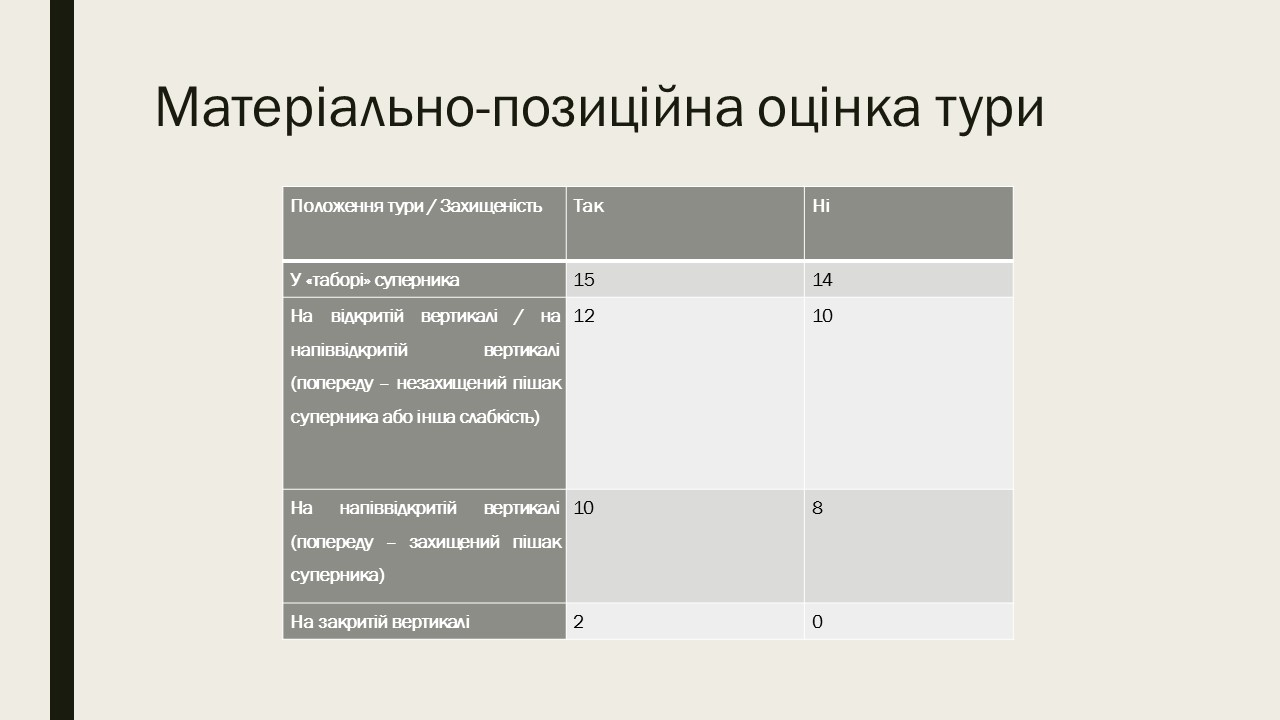 Матеріально-позиційна оцінка тури
Положення тури / Захищеність
Так
Ні
У «таборі» суперника
15
14
На відкритій вертикалі / на
напіввідкритій вертикалі
(попереду – незахищений пішак
суперника або інша слабкість)
12
10
На напіввідкритій вертикалі
(попереду – захищений пішак
суперника)
10
8
На закритій вертикалі
2
0